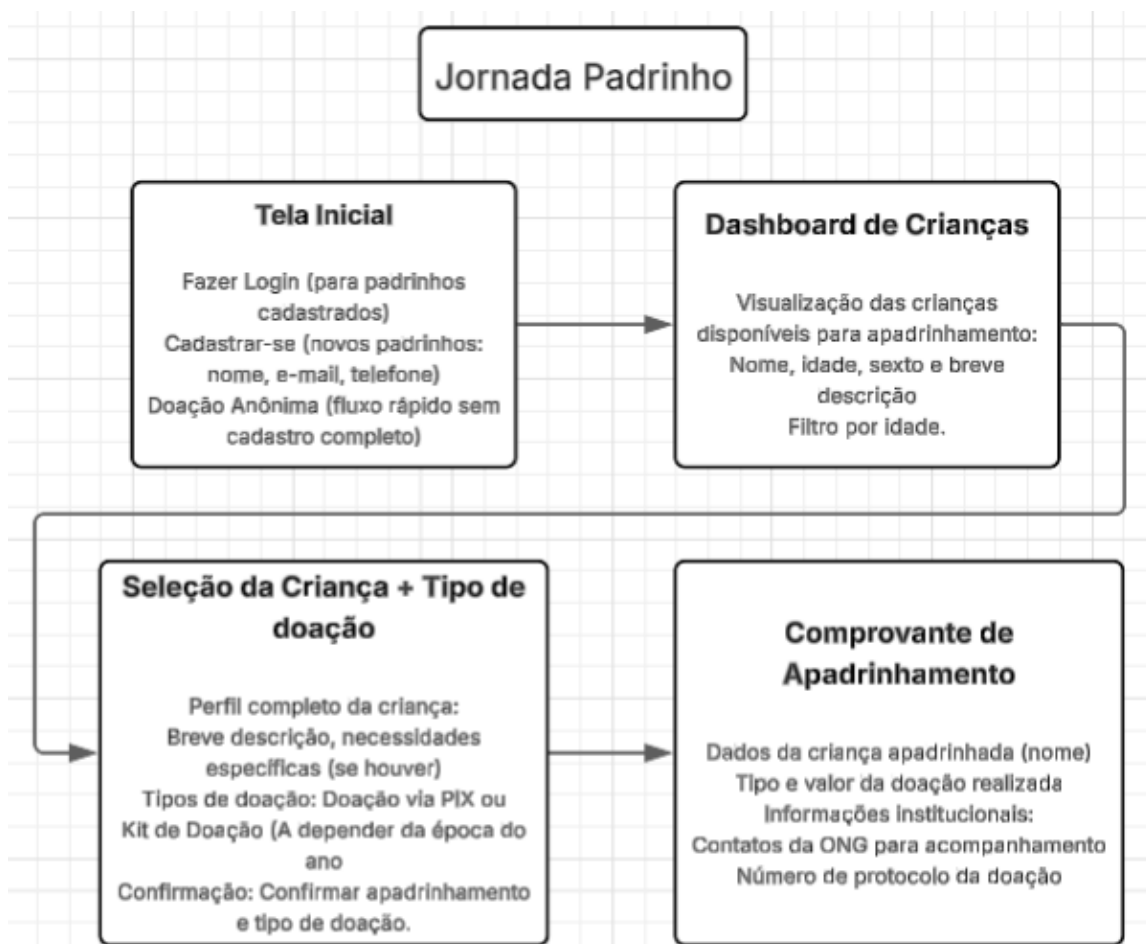 Jornada Padrinho
Tela Inicial
Fazer Login (para padrinhos
cadastrados)
Cadastrar-se (novos padrinhos:
nome, e-mail, telefone)
Doação Anônima (fluxo rápido sem
cadastro completo)
Dashboard de Crianças
Visualização das crianças
disponíveis para apadrinhamento:
Nome, idade, sexto e breve
descrição
Filtro por idade.
Seleção da Criança + Tipo de
doação
Perfil completo da criança:
Breve descrição, necessidades
específicas (se houver)
Tipos de doação: Doação via PIX ou
Kit de Doação (A depender da época do
ano
Confirmação: Confirmar apadrinhamento
e tipo de doação.
Comprovante de
Apadrinhamento
Dados da criança apadrinhada (nome)
Tipo e valor da doação realizada
Informações institucionais:
Contatos da ONG para acompanhamento
Número de protocolo da doação